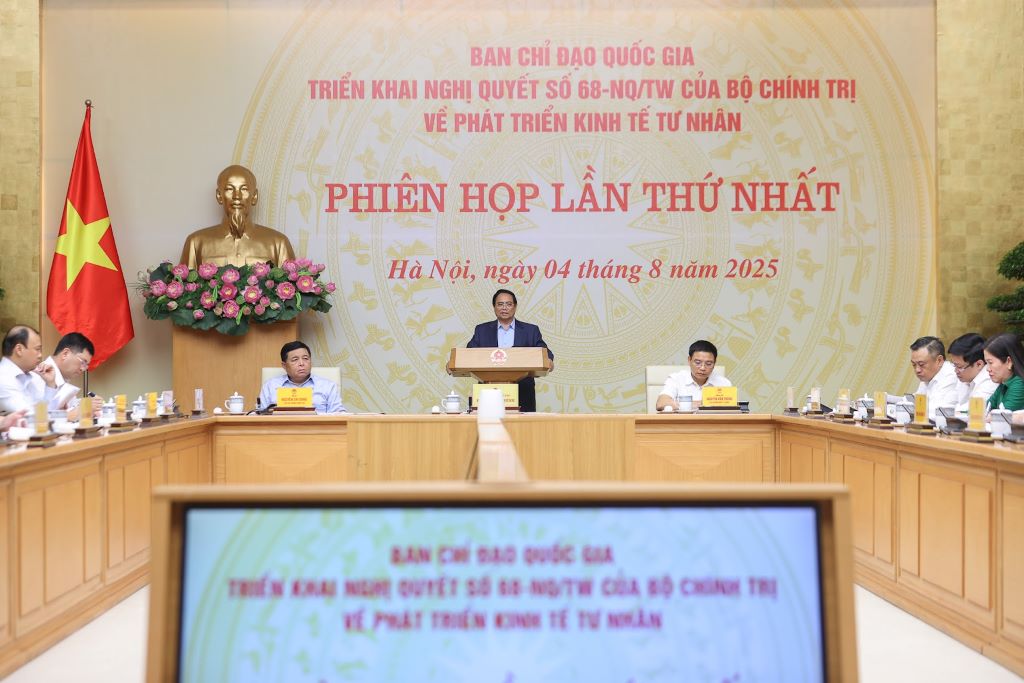 BAN CHỈ ĐẠO QUỐC GIA
TRIỂN KHAI NGHỊ QUYẾT SỐ 68-NQ/TW CỦA BỘ CHÍNH TRỊ
VỀ PHÁT TRIỂN KINH TẾ TƯ NHÂN
PHIÊN HỌP LẦN THỨ NHẤT
Hà Nội, ngày 04 tháng 8 năm 2025
BAN CHỈ ĐẠO QUỐC GIA
TRIỂN KHAI NGHỊ QUYẾT SỐ 68-NQ/TW CỦA BỘ CHÍNH TRỊ
VỀ PHÁT TRIỂN KINH TẾ TƯ NHÂN